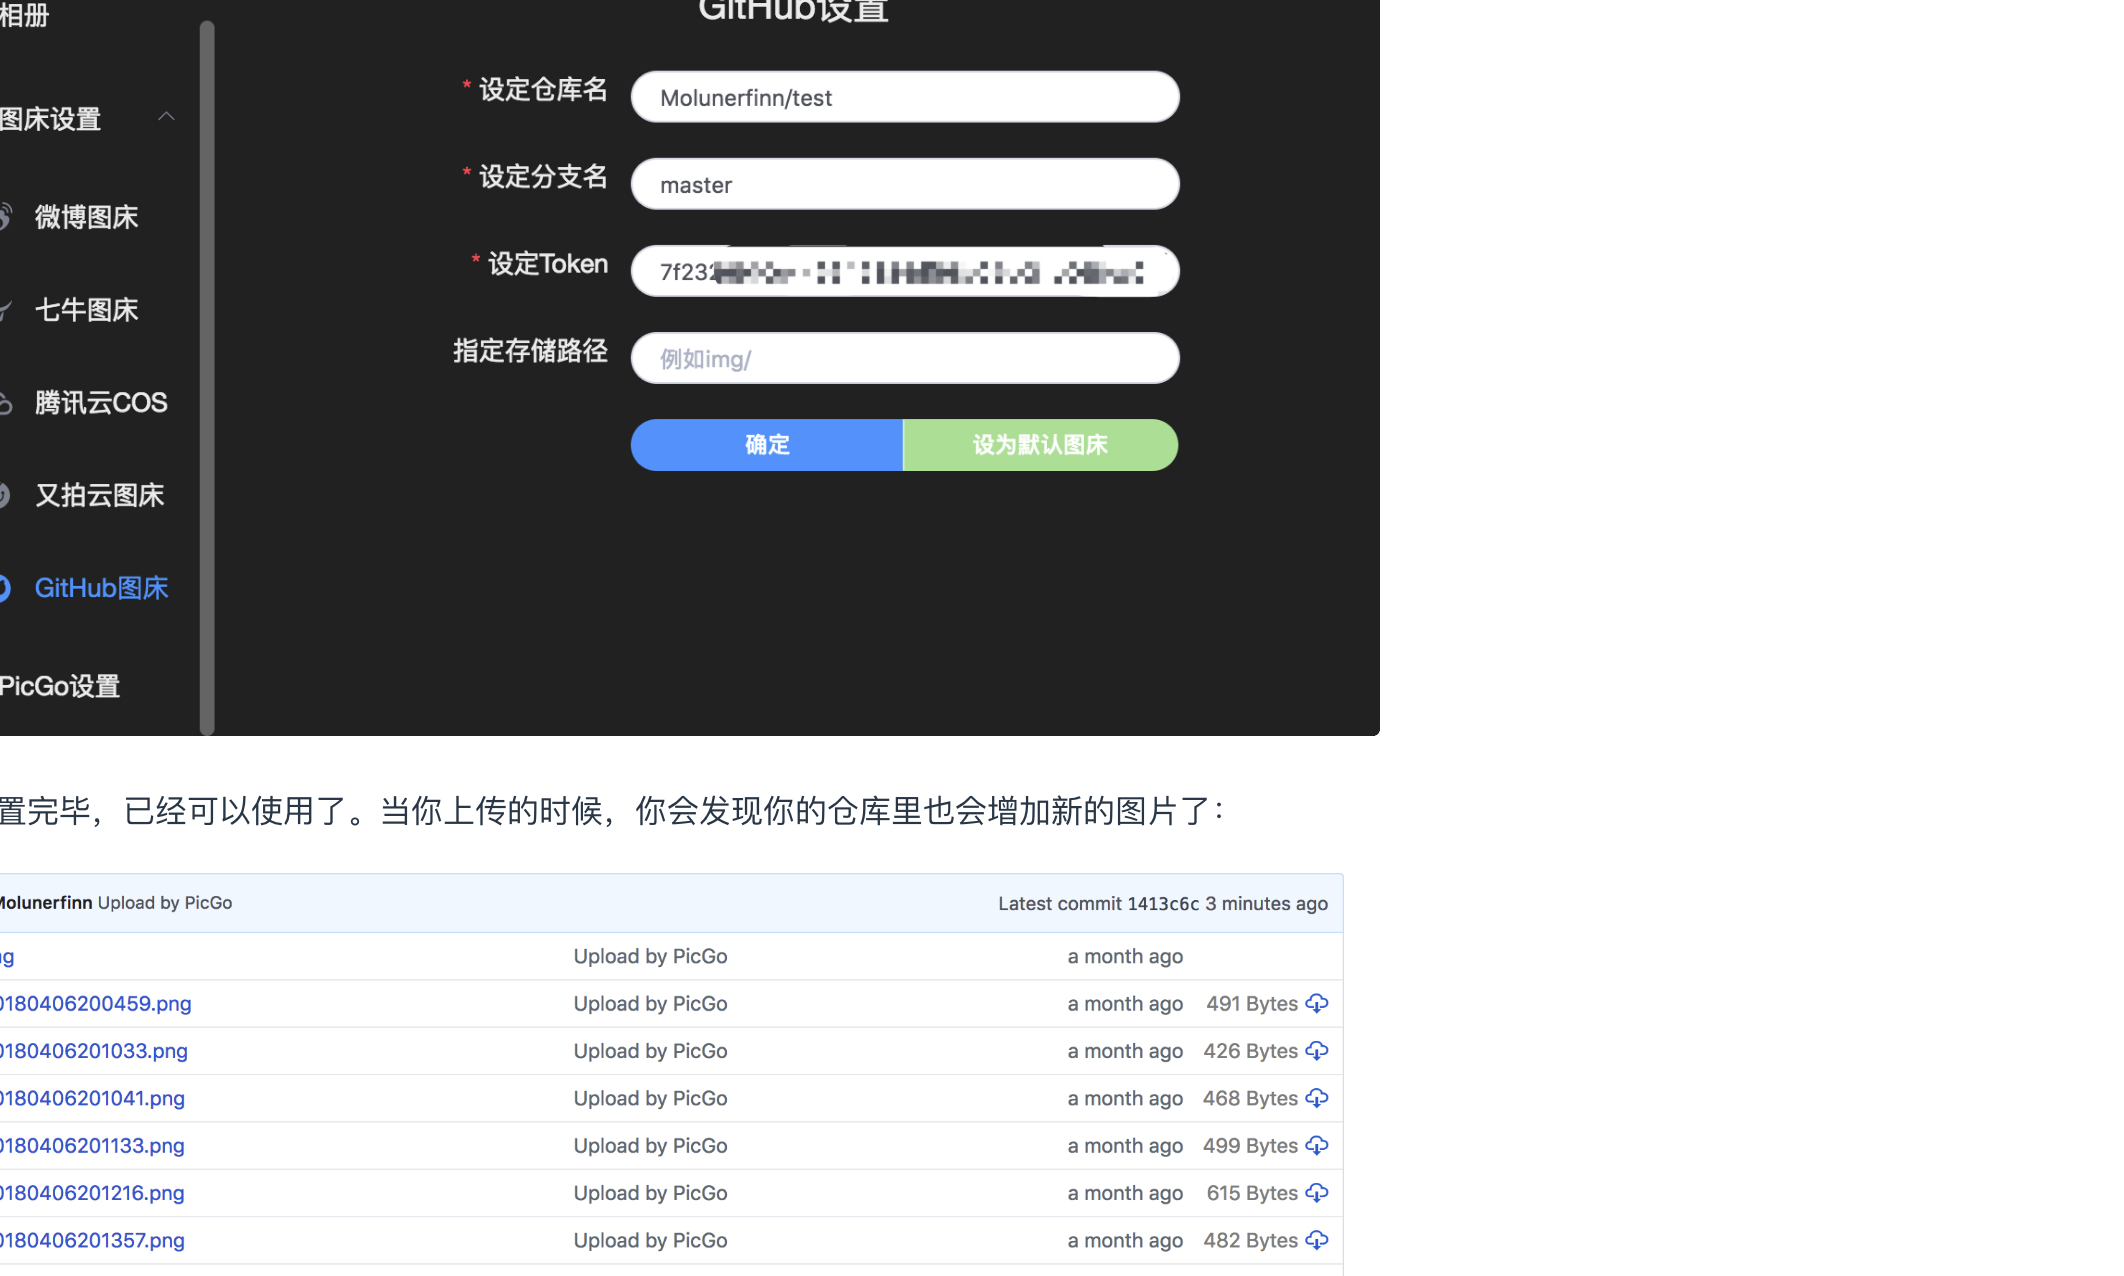 相册
GitHub设置
* 设定仓库名
Molunerfinn/test
图床设置
* 设定分支名
master
微博图床
* 设定Token
7f232
七牛图床
指定存储路径
例如img/
腾讯云COS
确定
设为默认图床
又拍云图床
GitHub图床
PicGo设置
置完毕，已经可以使用了。当你上传的时候，你会发现你的仓库里也会增加新的图片了：
Molunerfinn Upload by PicGo
Latest commit 1413c6c 3 minutes ago
ng Upload by PicGo a month ago
0180406200459.png Upload by PicGo a month ago 491 Bytes
0180406201033.png Upload by PicGo a month ago 426 Bytes
0180406201041.png Upload by PicGo a month ago 468 Bytes
0180406201133.png Upload by PicGo a month ago 499 Bytes
0180406201216.png Upload by PicGo a month ago 615 Bytes
0180406201357.png Upload by PicGo a month ago 482 Bytes